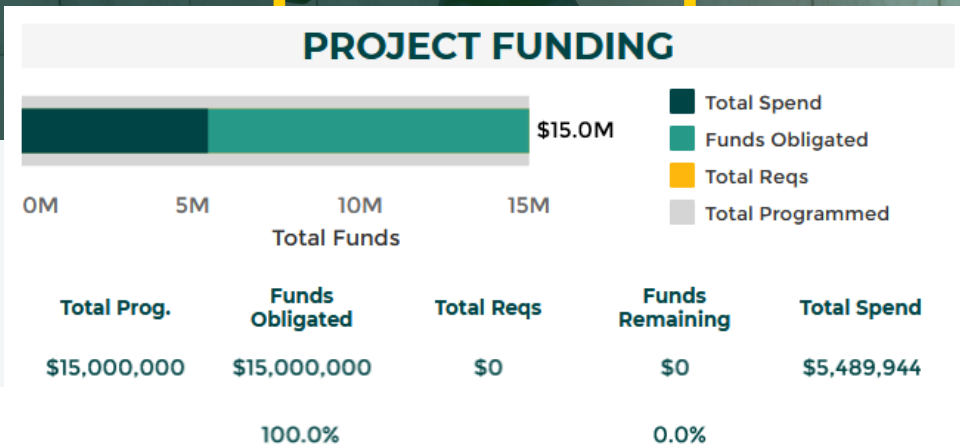 PROJECT FUNDING
$15.0M
Total Spend
Funds Obligated
Total Reqs
Total Programmed
0M 5M 10M 15M
Total Funds
Total Prog. Funds Obligated Total Reqs Funds Remaining Total Spend
$15,000,000 $15,000,000 $0 $0 $5,489,944
100.0% 0.0%